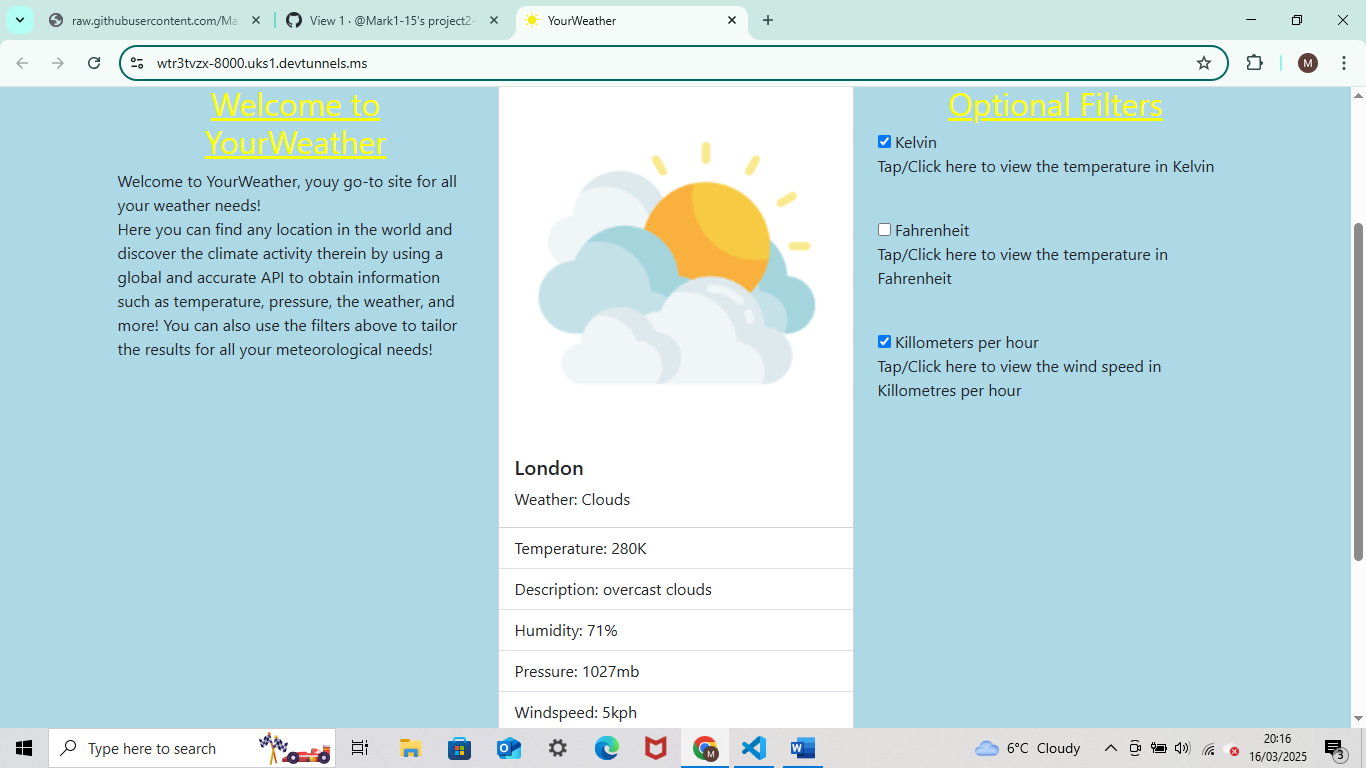 raw.githubusercontent.com/Ma
View 1 · @Mark1-15's project2-
YourWeather
wtr3tvzx-8000.uks1.devtunnels.ms
M
Welcome to
YourWeather
Welcome to YourWeather, youy go-to site for all
your weather needs!
Here you can find any location in the world and
discover the climate activity therein by using a
global and accurate API to obtain information
such as temperature, pressure, the weather, and
more! You can also use the filters above to tailor
the results for all your meteorological needs!
London
Weather: Clouds
Temperature: 280K
Description: overcast clouds
Humidity: 71%
Pressure: 1027mb
Windspeed: 5kph
Optional Filters
Kelvin
Tap/Click here to view the temperature in Kelvin
Fahrenheit
Tap/Click here to view the temperature in
Fahrenheit
Killometers per hour
Tap/Click here to view the wind speed in
Killometres per hour
Type here to search
M
6°C Cloudy
20:16
16/03/2025
3